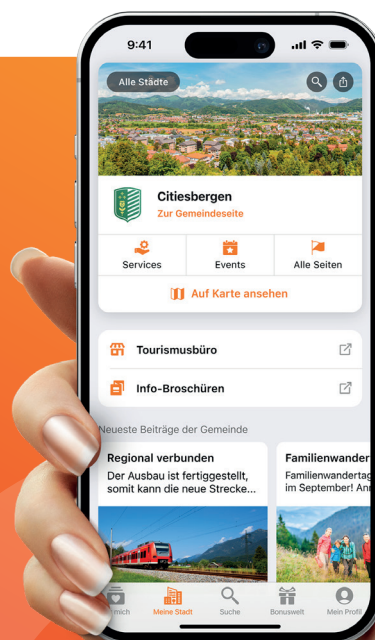 9:41
Alle Städte
Citiesbergen
Zur Gemeindeseite
Services
Events
Alle Seiten
Auf Karte ansehen
Tourismusbüro
Info-Broschüren
Neueste Beiträge der Gemeinde
Regional verbunden
Der Ausbau ist fertiggestellt,
somit kann die neue Strecke...
Familienwander
Familienwandertag
im September!
mich
Meine Stadt
Suche
Bonuswelt
Mein Profil